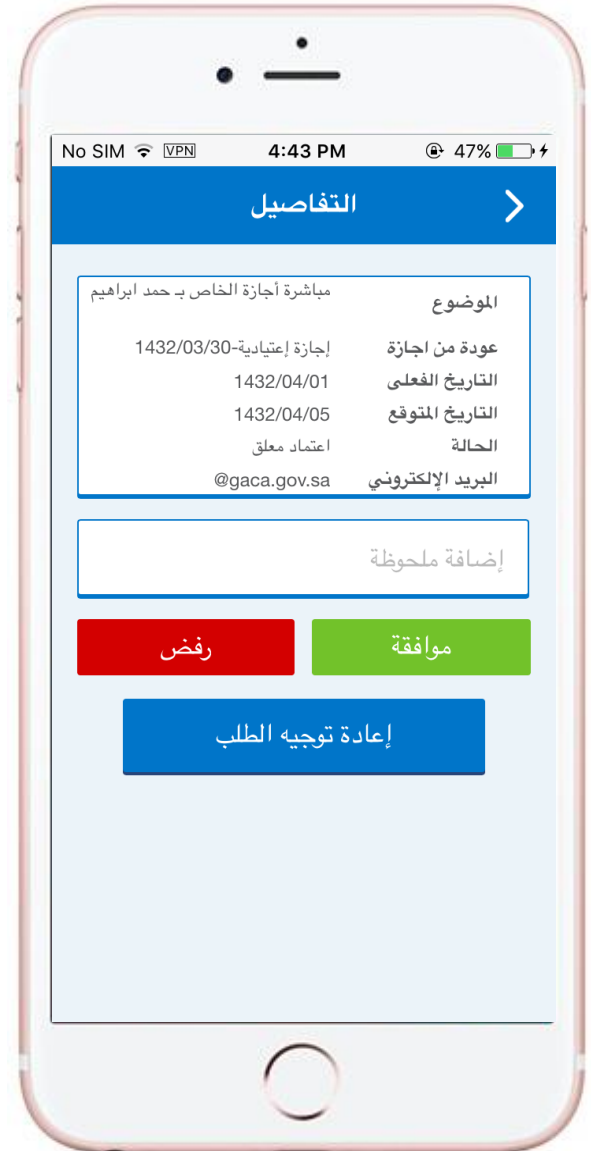 No SIM VPN 4:43 PM 47%
التفاصيل
الموضوع مباشرة أجازة الخاص بـ حمد ابراهيم
عودة من اجازة إجازة إعتيادية-1432/03/30
التاريخ الفعلى 1432/04/01
التاريخ المتوقع 1432/04/05
الحالة اعتماد معلق
البريد الإلكتروني @gaca.gov.sa
إضافة ملحوظة
موافقة رفض
إعادة توجيه الطلب